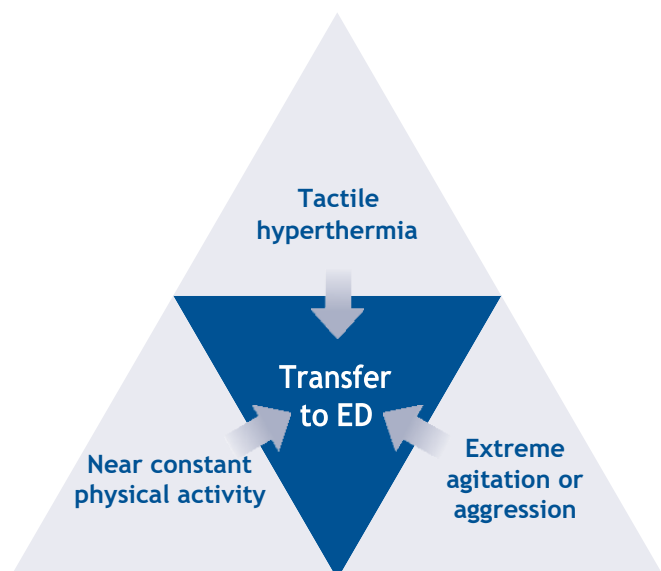 Tactile
hyperthermia
Transfer
to ED
Near constant
physical activity
Extreme
agitation or
aggression